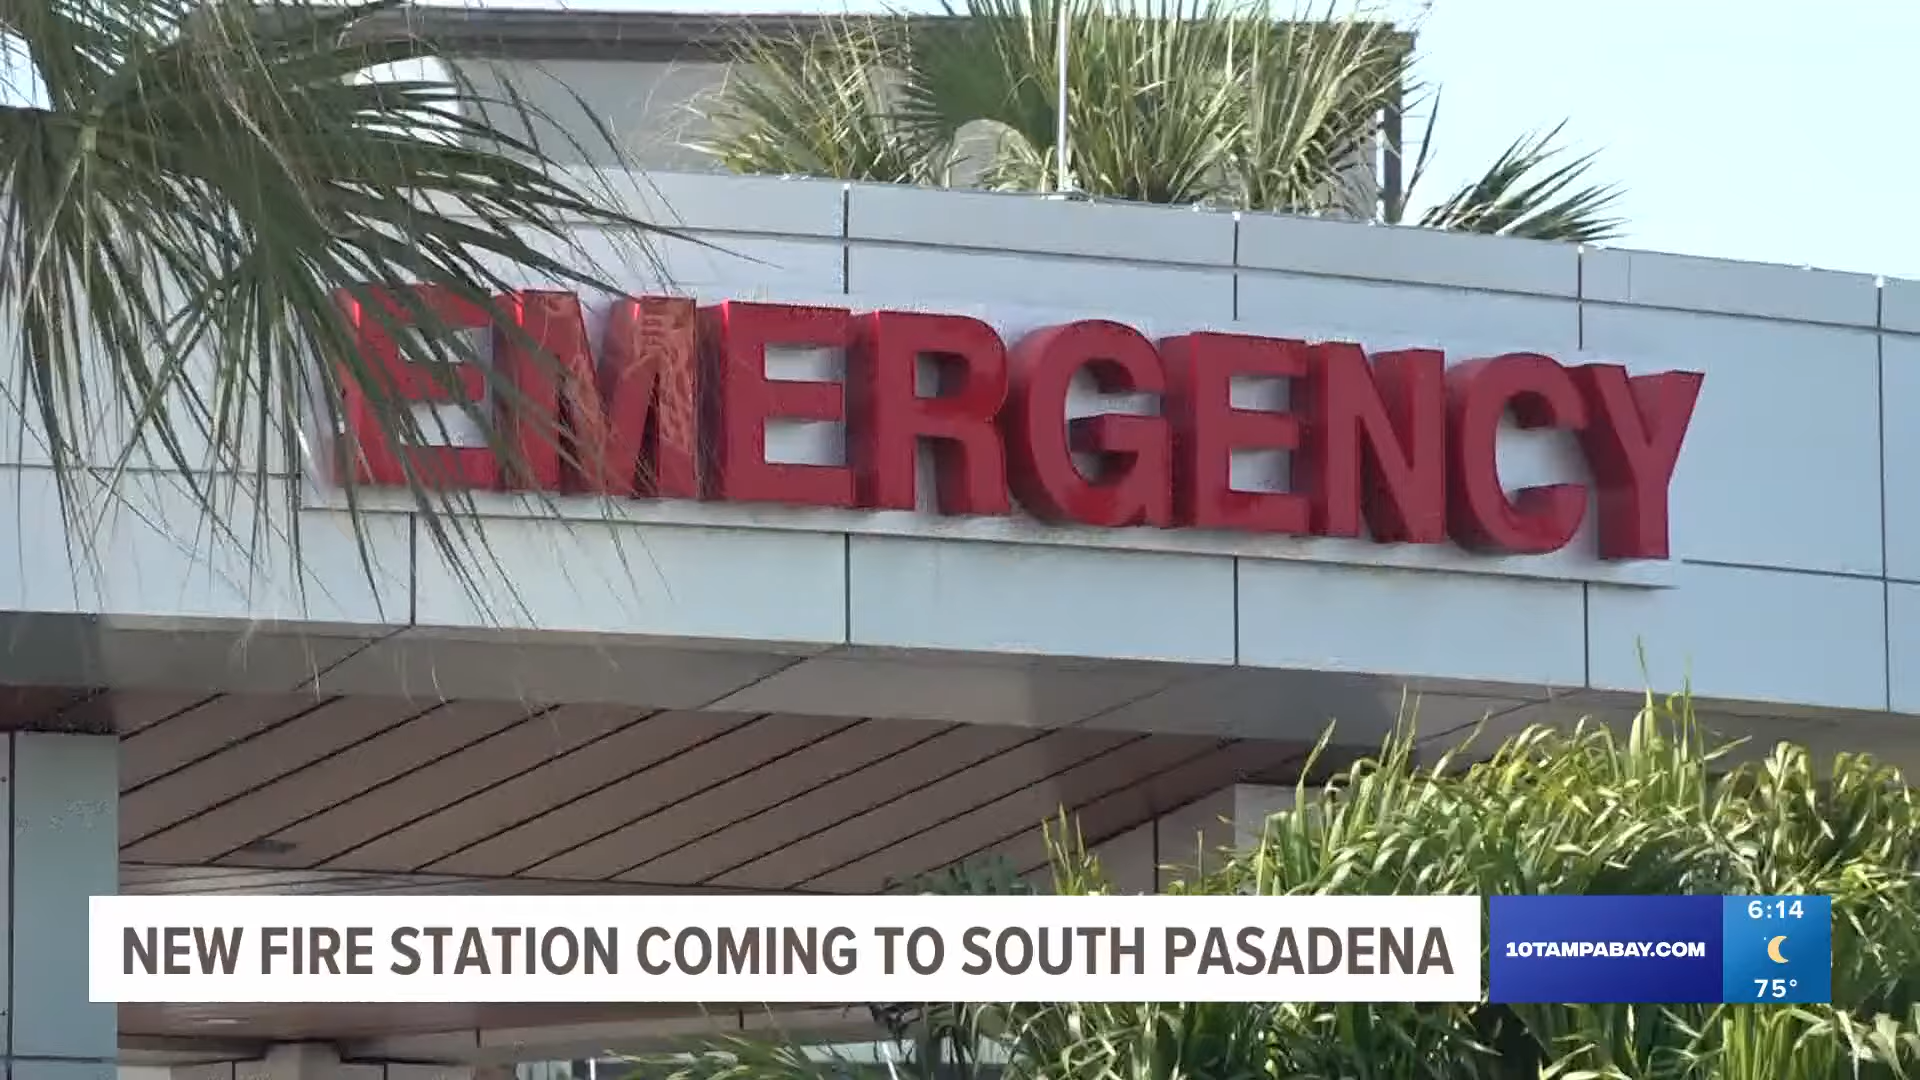 EMERGENCY
NEW FIRE STATION COMING TO SOUTH PASADENA
10TAMPABAY.COM
6:14
75°